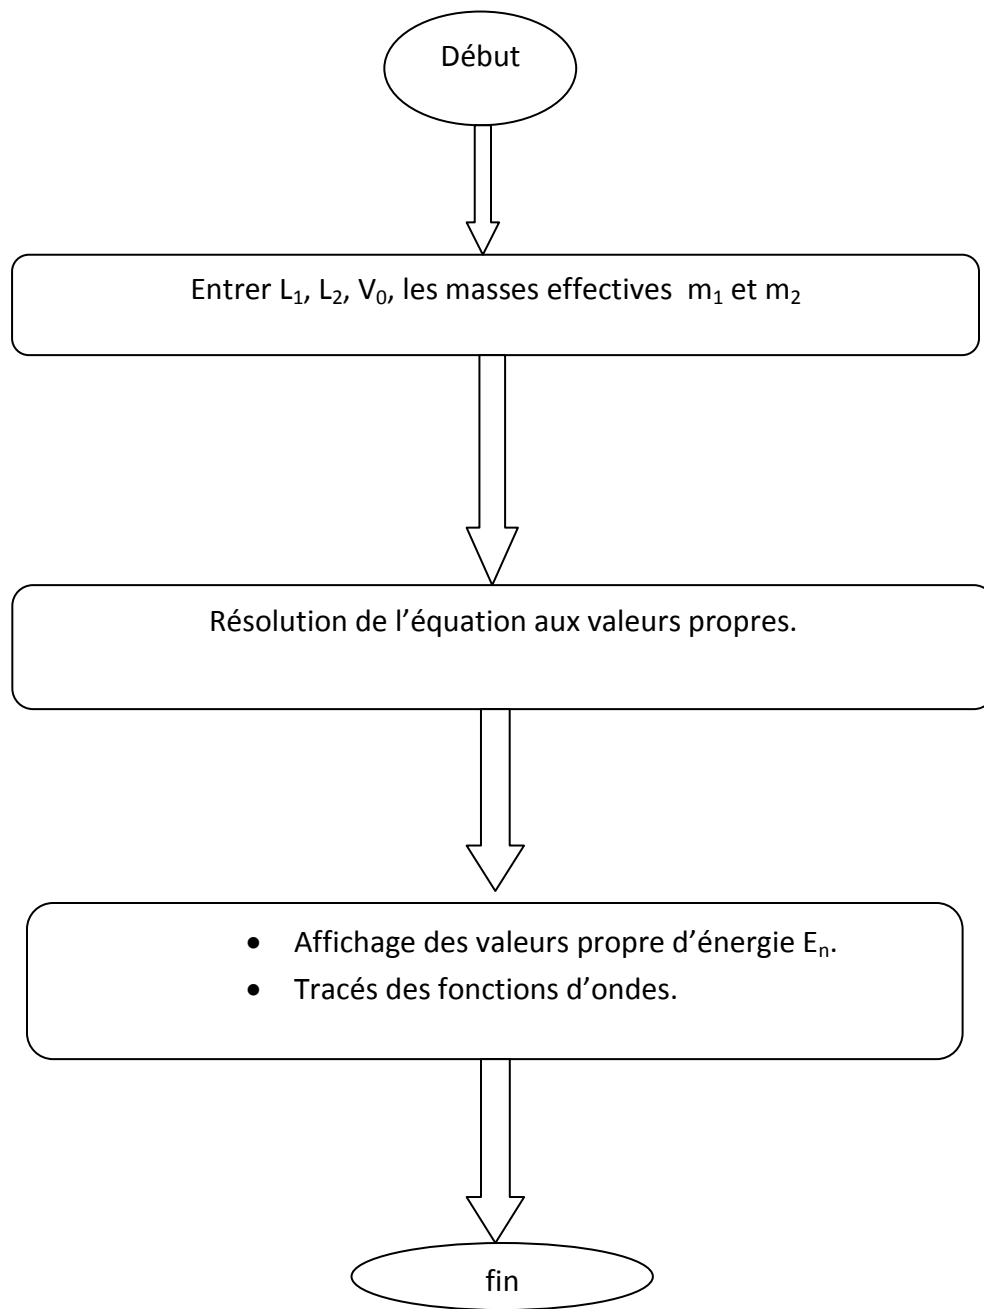 Début
Entrer L₁, L₂, V₀, les masses effectives m₁ et m₂
Résolution de l’équation aux valeurs propres.
• Affichage des valeurs propre d’énergie Eₙ.
• Tracés des fonctions d’ondes.
fin